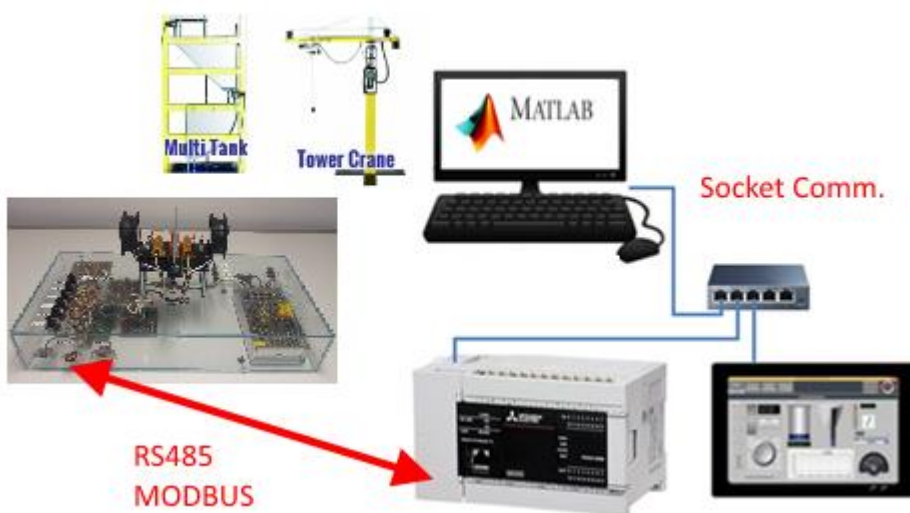 Multi Tank
Tower Crane
MATLAB
Socket Comm.
RS485
MODBUS